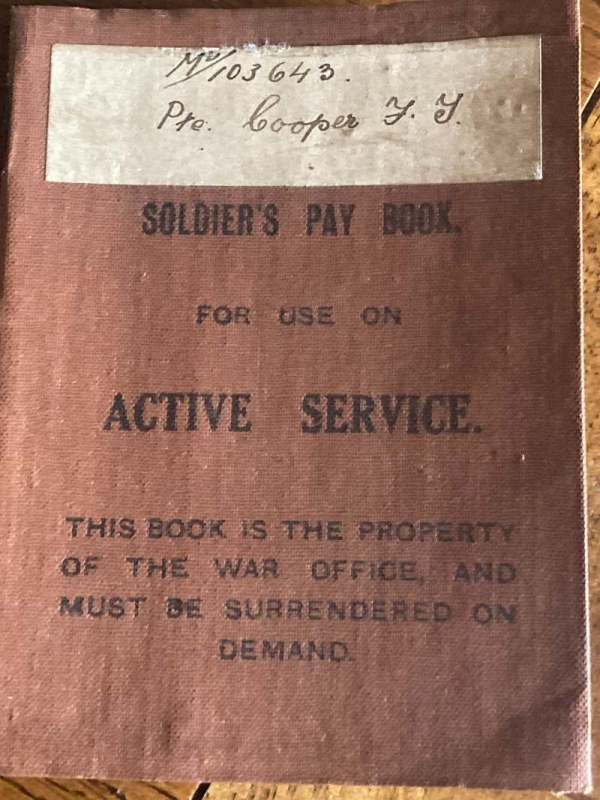 M2/103643.
Pte. Cooper F. J.
SOLDIER'S PAY BOOK.
FOR USE ON
ACTIVE SERVICE.
THIS BOOK IS THE PROPERTY
OF THE WAR OFFICE, AND
MUST BE SURRENDERED ON
DEMAND.